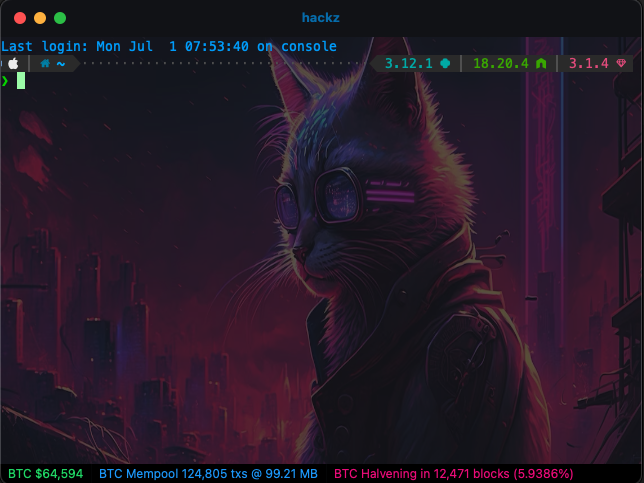 hackz
Last login: Mon Jul  1 07:53:40 on console
~ 3.12.1 18.20.4 3.1.4
❯
BTC $64,594 BTC Mempool 124,805 txs @ 99.21 MB BTC Halvening in 12,471 blocks (5.9386%)